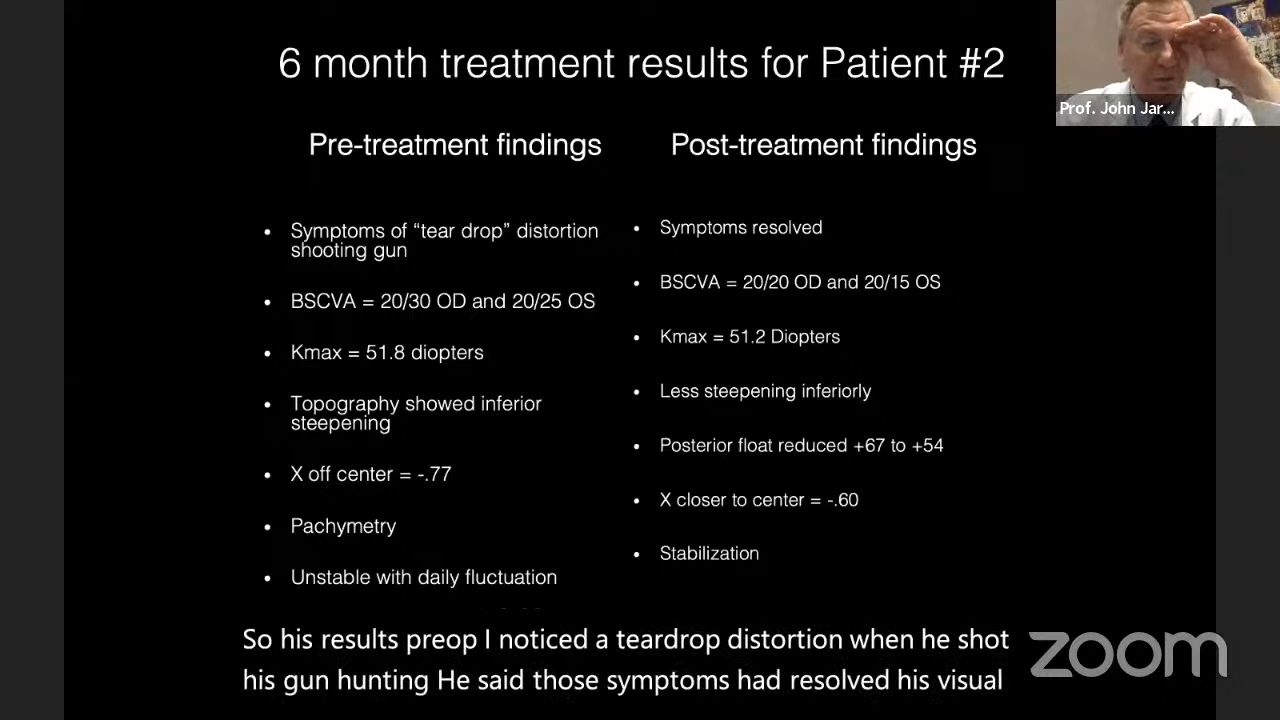 6 month treatment results for Patient #2
Prof. John Jar...
Pre-treatment findings
Post-treatment findings
• Symptoms of “tear drop” distortion
shooting gun
• BSCVA = 20/30 OD and 20/25 OS
• Kmax = 51.8 diopters
• Topography showed inferior
steepening
• X off center = -.77
• Pachymetry
• Unstable with daily fluctuation
• Symptoms resolved
• BSCVA = 20/20 OD and 20/15 OS
• Kmax = 51.2 Diopters
• Less steepening inferiorly
• Posterior float reduced +67 to +54
• X closer to center = -.60
• Stabilization
So his results preop I noticed a teardrop distortion when he shot
his gun hunting He said those symptoms had resolved his visual
zoom